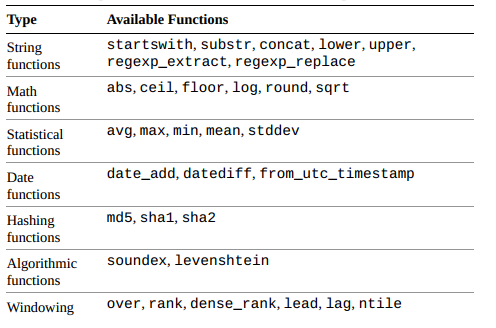 Type Available Functions
String functions startswith, substr, concat, lower, upper, regexp_extract, regexp_replace
Math functions abs, ceil, floor, log, round, sqrt
Statistical functions avg, max, min, mean, stddev
Date functions date_add, datediff, from_utc_timestamp
Hashing functions md5, sha1, sha2
Algorithmic functions soundex, levenshtein
Windowing over, rank, dense_rank, lead, lag, ntile